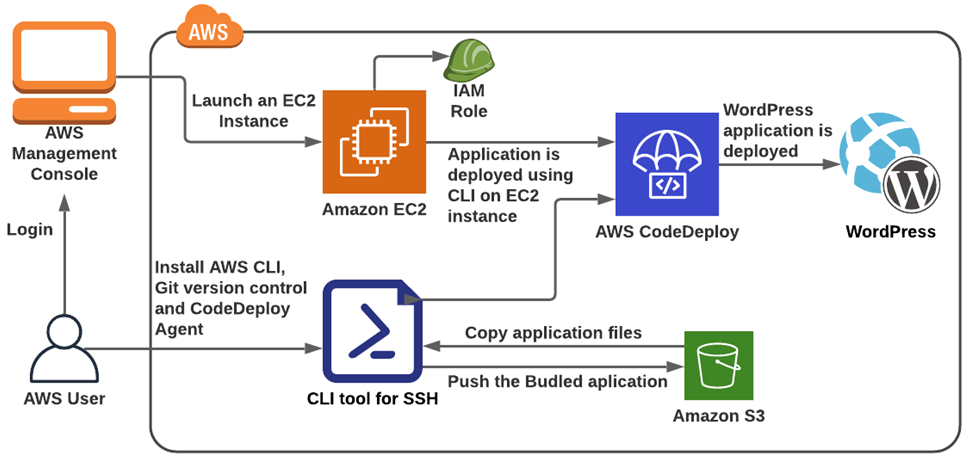 AWS
IAM
Role
Launch an EC2
Instance
AWS
Management
Console
WordPress
application is
deployed
Application is
deployed using
CLI on EC2
instance
Amazon EC2
AWS CodeDeploy
WordPress
Login
Install AWS CLI,
Git version control
and CodeDeploy
Agent
Copy application files
Push the Budled aplication
AWS User
CLI tool for SSH
Amazon S3